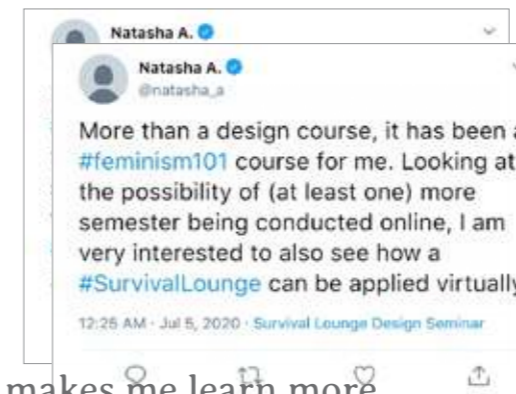 Natasha A.
Natasha A.
@natasha_a
More than a design course, it has been a
#feminism101 course for me. Looking at
the possibility of (at least one) more
semester being conducted online, I am
very interested to also see how a
#SurvivalLounge can be applied virtually
12:25 AM · Jul 5, 2020 · Survival Lounge Design Seminar
makes me learn more